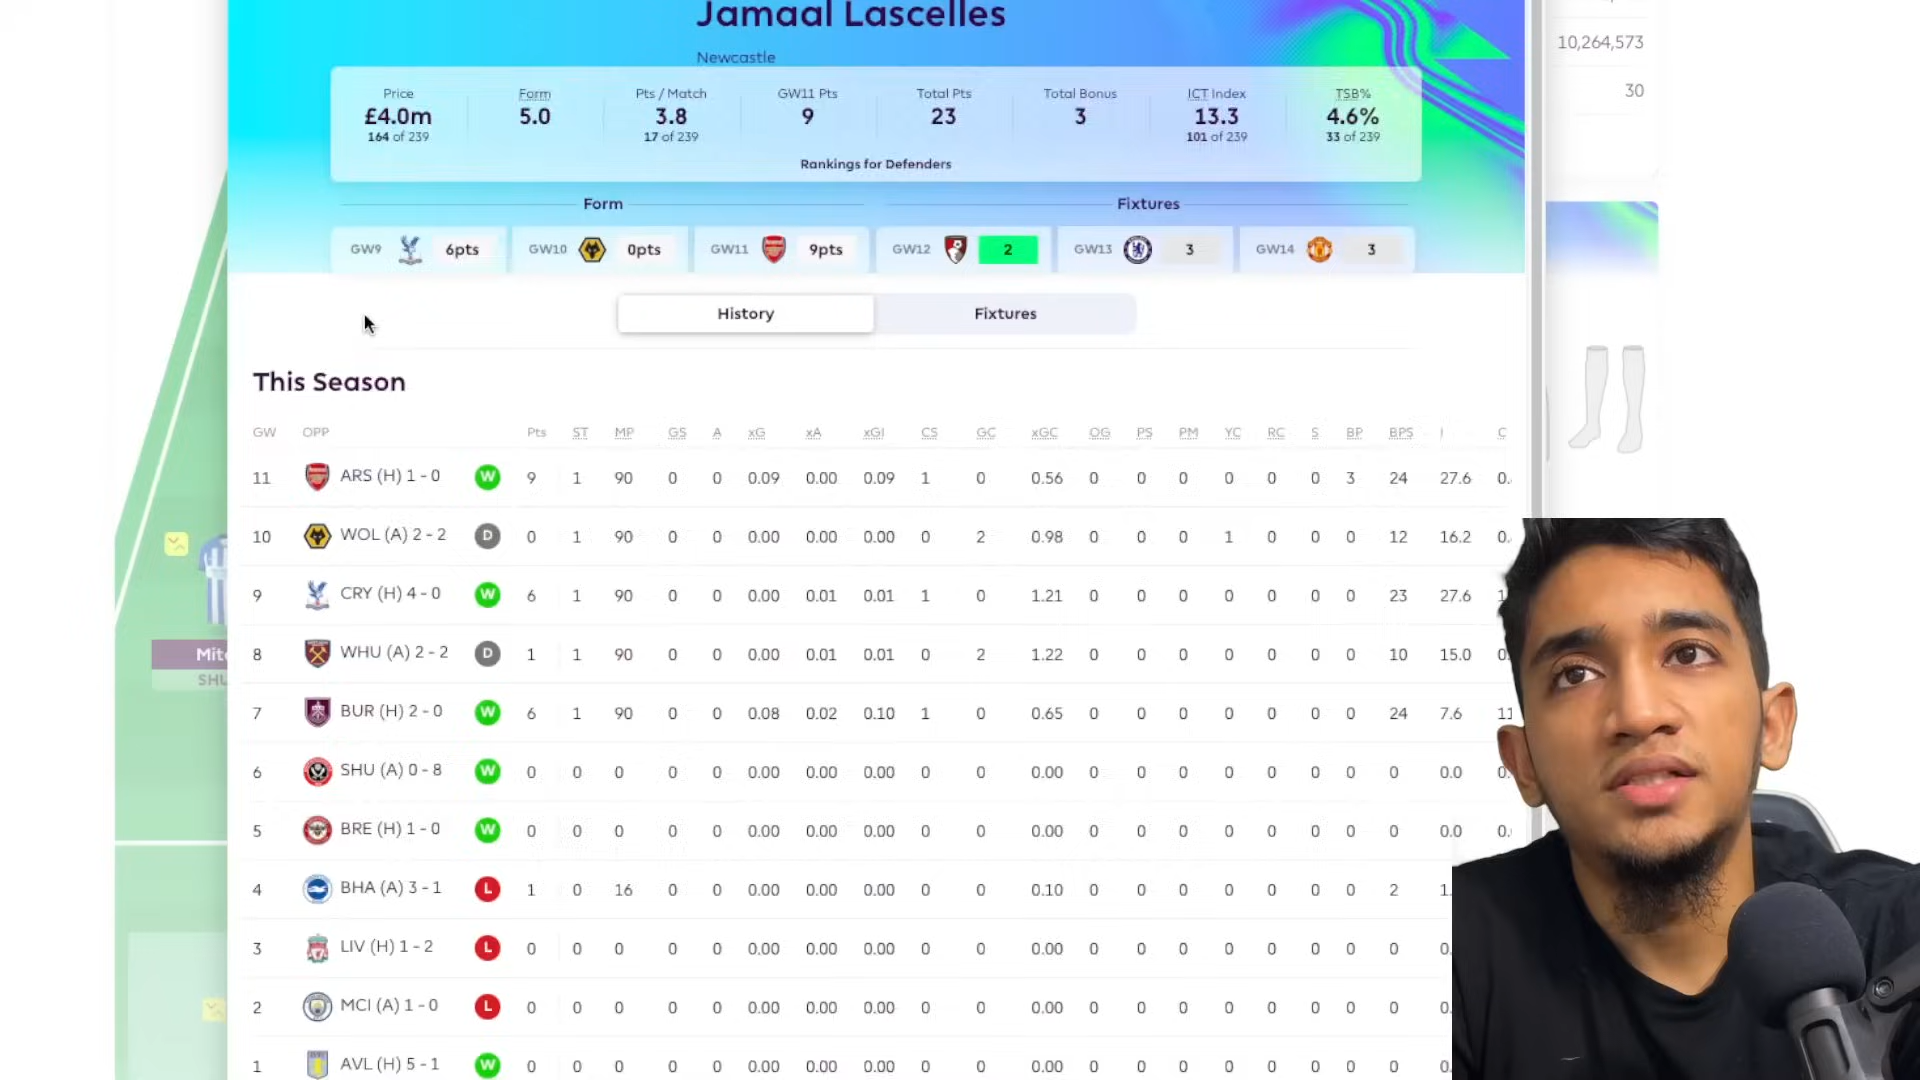 Jamaal Lascelles
Newcastle
10,264,573
30
Price Form Pts / Match GW11 Pts Total Pts Total Bonus ICT Index TSB%
£4.0m 5.0 3.8 9 23 3 13.3 4.6%
164 of 239 17 of 239 101 of 239 33 of 239
Rankings for Defenders
Form Fixtures
GW9 6pts GW10 0pts GW11 9pts GW12 2 GW13 3 GW14 3
History Fixtures
This Season
GW OPP Pts ST MP GS A xG xA xGI CS GC xGC OG PS PM YC RC S BP BPS I C
11 ARS (H) 1 - 0 W 9 1 90 0 0 0.09 0.00 0.09 1 0 0.56 0 0 0 0 0 0 3 24 27.6 0.
10 WOL (A) 2 - 2 D 0 1 90 0 0 0.00 0.00 0.00 0 2 0.98 0 0 0 1 0 0 0 12 16.2 0.
9 CRY (H) 4 - 0 W 6 1 90 0 0 0.00 0.01 0.01 1 0 1.21 0 0 0 0 0 0 0 23 27.6 1
Mit
8 WHU (A) 2 - 2 D 1 1 90 0 0 0.00 0.01 0.01 0 2 1.22 0 0 0 0 0 0 0 10 15.0 0
SHU
7 BUR (H) 2 - 0 W 6 1 90 0 0 0.08 0.02 0.10 1 0 0.65 0 0 0 0 0 0 0 24 7.6 11
6 SHU (A) 0 - 8 W 0 0 0 0 0 0.00 0.00 0.00 0 0 0.00 0 0 0 0 0 0 0 0 0.0 0
5 BRE (H) 1 - 0 W 0 0 0 0 0 0.00 0.00 0.00 0 0 0.00 0 0 0 0 0 0 0 0 0.0 0.
4 BHA (A) 3 - 1 L 1 0 16 0 0 0.00 0.00 0.00 0 0 0.10 0 0 0 0 0 0 0 2 1.
3 LIV (H) 1 - 2 L 0 0 0 0 0 0.00 0.00 0.00 0 0 0.00 0 0 0 0 0 0 0 0 0.
2 MCI (A) 1 - 0 L 0 0 0 0 0 0.00 0.00 0.00 0 0 0.00 0 0 0 0 0 0 0 0 0.
1 AVL (H) 5 - 1 W 0 0 0 0 0 0.00 0.00 0.00 0 0 0.00 0 0 0 0 0 0 0 0 0.